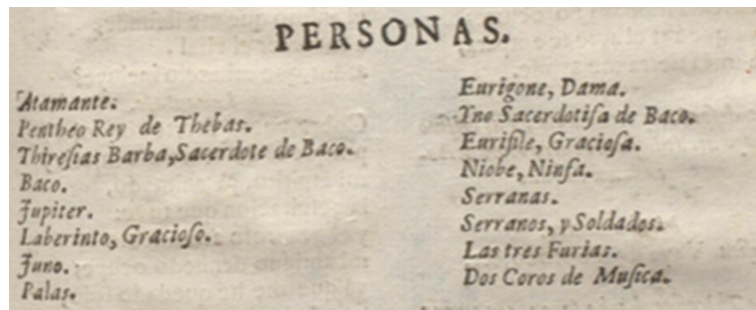 PERSONAS.
Atamante.
Pentheo Rey de Thebas.
Thireſias Barba, Sacerdote de Baco.
Baco.
Jupiter.
Laberinto, Gracioſo.
Juno.
Palas.
Eurigone, Dama.
Yno Sacerdotiſa de Baco.
Euriſile, Gracioſa.
Niobe, Ninfa.
Serranas.
Serranos, y Soldados.
Las tres Furias.
Dos Coros de Muſica.